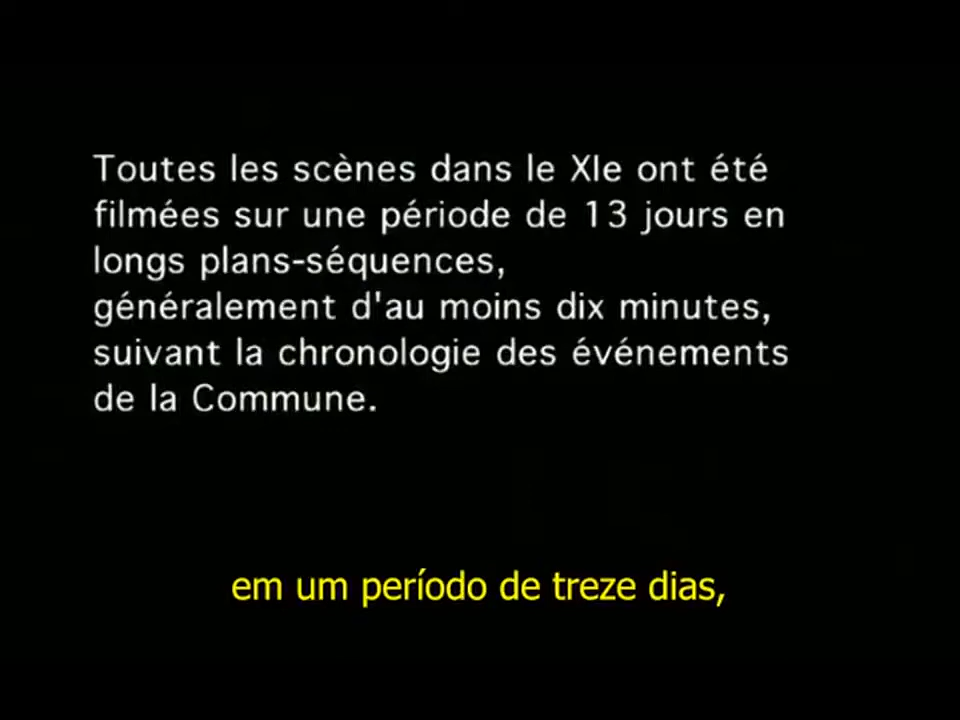 Toutes les scènes dans le XIe ont été
filmées sur une période de 13 jours en
longs plans-séquences,
généralement d'au moins dix minutes,
suivant la chronologie des événements
de la Commune.
em um período de treze dias,